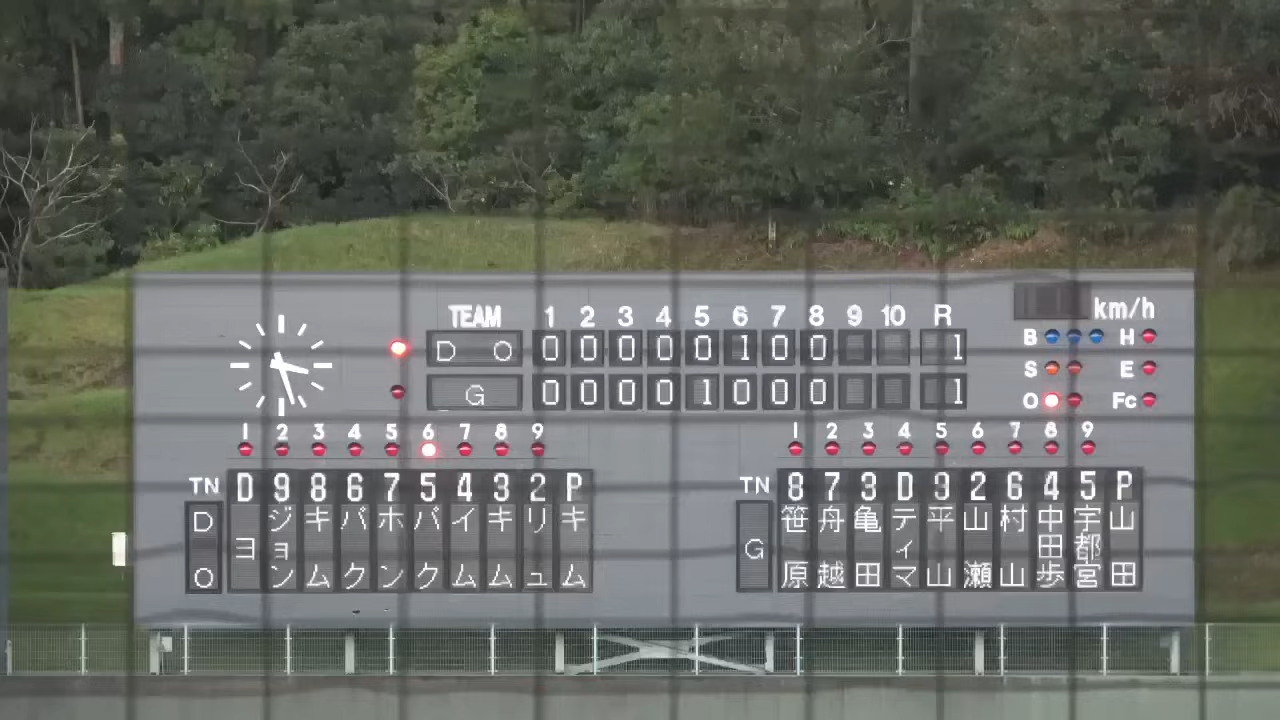 TEAM 1 2 3 4 5 6 7 8 9 10 R
km/h
D O 0 0 0 0 0 1 0 0 1
B H
G 0 0 0 0 1 0 0 0 1
S E
O Fc
1 2 3 4 5 6 7 8 9
1 2 3 4 5 6 7 8 9
TN D 9 8 6 7 5 4 3 2 P
DO ヨ ジョン キム パク ホン パク イム キム リュ キム
TN 8 7 3 D 9 2 6 4 5 P
G 笹原 舟越 亀田 ティマ 平山 山瀬 村山 中田歩 宇都宮 山田